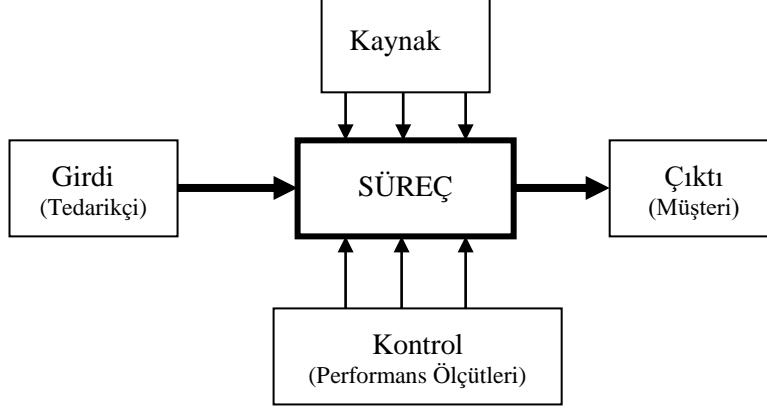 Kaynak
Girdi
(Tedarikçi)
SÜREÇ
Çıktı
(Müşteri)
Kontrol
(Performans Ölçütleri)